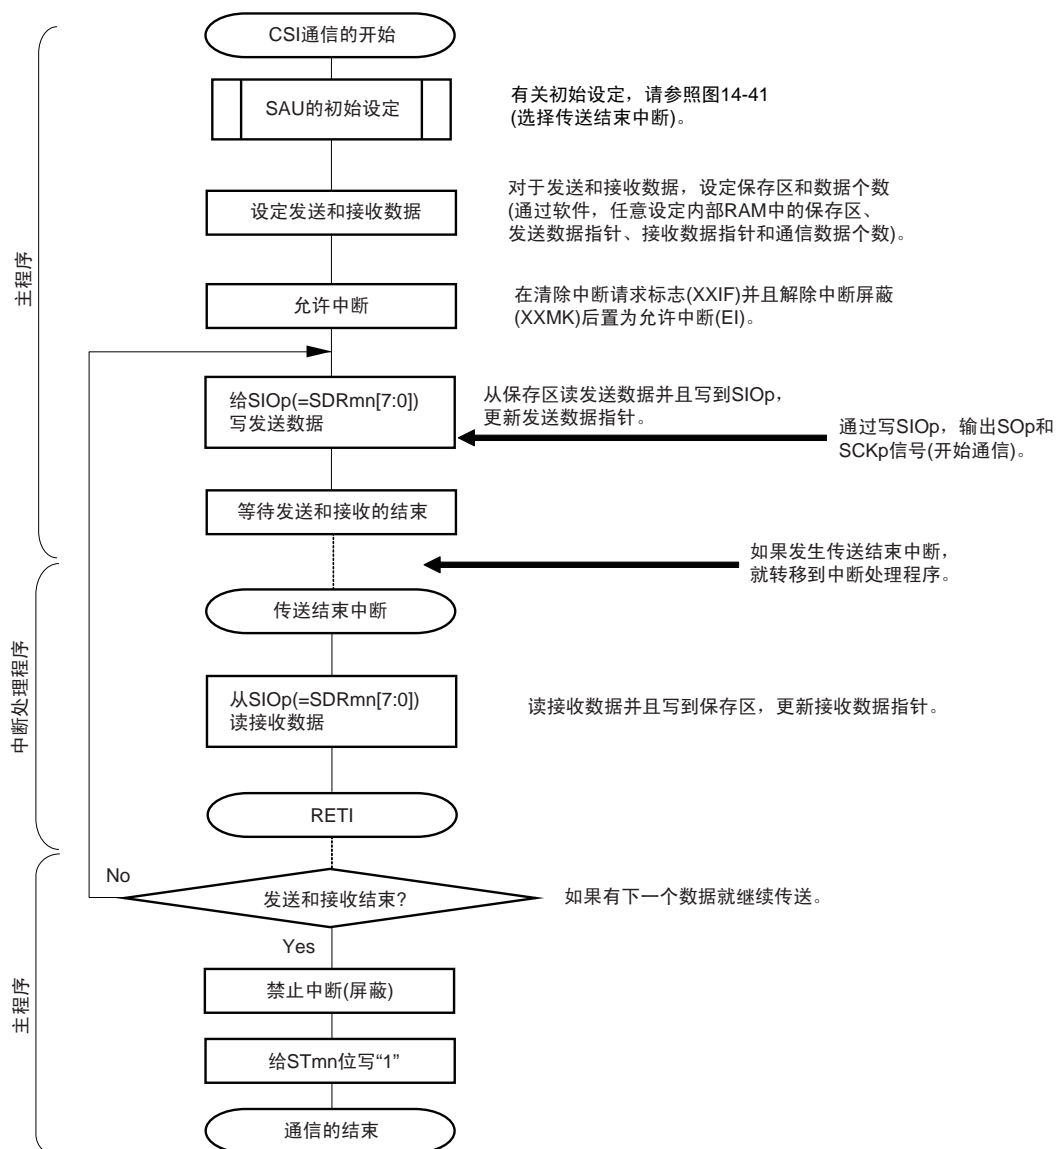 CSI通信的开始
SAU的初始设定
有关初始设定，请参照图14-41
(选择传送结束中断)。
设定发送和接收数据
对于发送和接收数据，设定保存区和数据个数
(通过软件，任意设定内部RAM中的保存区、
发送数据指针、接收数据指针和通信数据个数)。
主程序
允许中断
在清除中断请求标志(XXIF)并且解除中断屏蔽
(XXMK)后置为允许中断(EI)。
给SIOp(=SDRmn[7:0])
写发送数据
从保存区读发送数据并且写到SIOp，
更新发送数据指针。
通过写SIOp，输出SOp和
SCKp信号(开始通信)。
等待发送和接收的结束
如果发生传送结束中断，
就转移到中断处理程序。
传送结束中断
中断处理程序
从SIOp(=SDRmn[7:0])
读接收数据
读接收数据并且写到保存区，更新接收数据指针。
RETI
No
发送和接收结束?
如果有下一个数据就继续传送。
Yes
主程序
禁止中断(屏蔽)
给STmn位写“1”
通信的结束